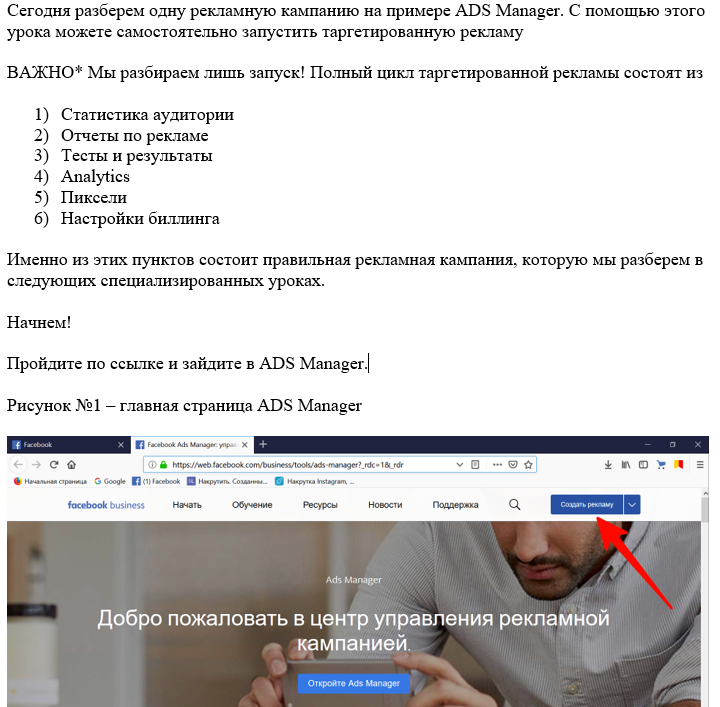 Сегодня разберем одну рекламную кампанию на примере ADS Manager. С помощью этого
урока можете самостоятельно запустить таргетированную рекламу
ВАЖНО* Мы разбираем лишь запуск! Полный цикл таргетированной рекламы состоят из
1) Статистика аудитории
2) Отчеты по рекламе
3) Тесты и результаты
4) Analytics
5) Пиксели
6) Настройки биллинга
Именно из этих пунктов состоит правильная рекламная кампания, которую мы разберем в
следующих специализированных уроках.
Начнем!
Пройдите по ссылке и зайдите в ADS Manager.
Рисунок №1 – главная страница ADS Manager
Facebook Facebook Ads Manager: управ
https://web.facebook.com/business/tools/ads-manager?_rdc=1&_rdr
Начальная страница Google (1) Facebook Накрутить. Созданны... Накрутка Instagram, ...
facebook business Начать Обучение Ресурсы Новости Поддержка Создать рекламу
Ads Manager
Добро пожаловать в центр управления рекламной
кампанией.
Откройте Ads Manager